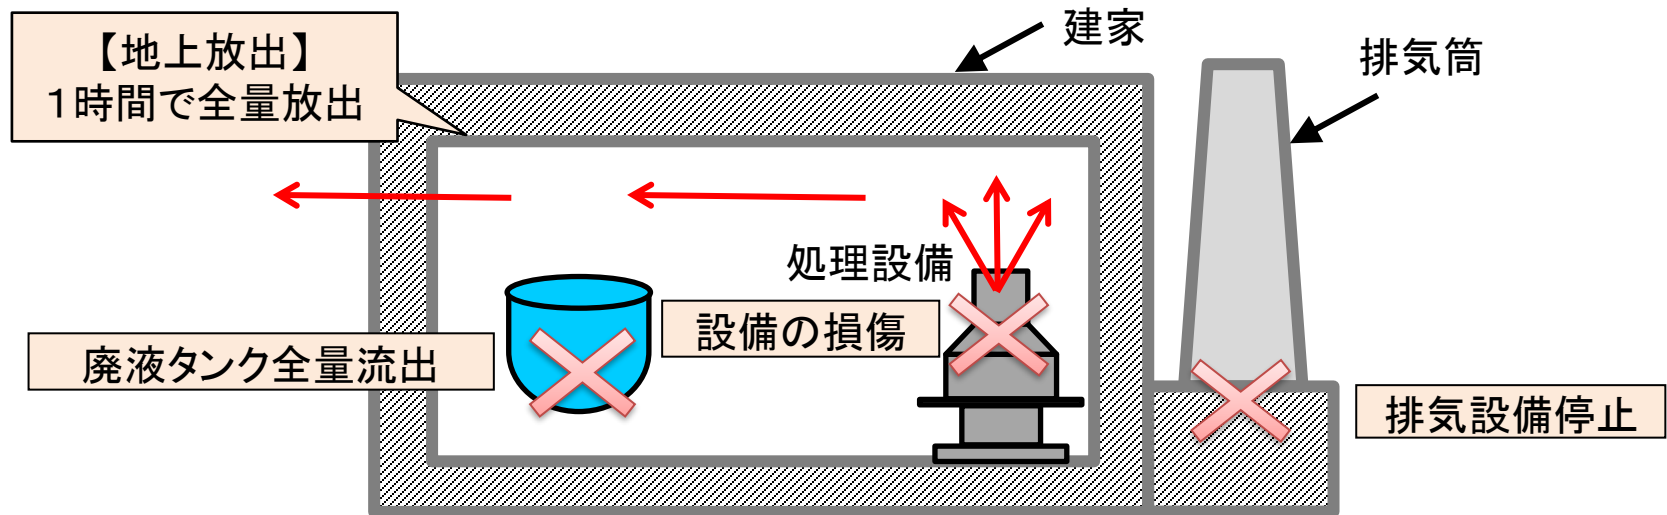 【地上放出】
１時間で全量放出
建家
排気筒
処理設備
設備の損傷
廃液タンク全量流出
排気設備停止